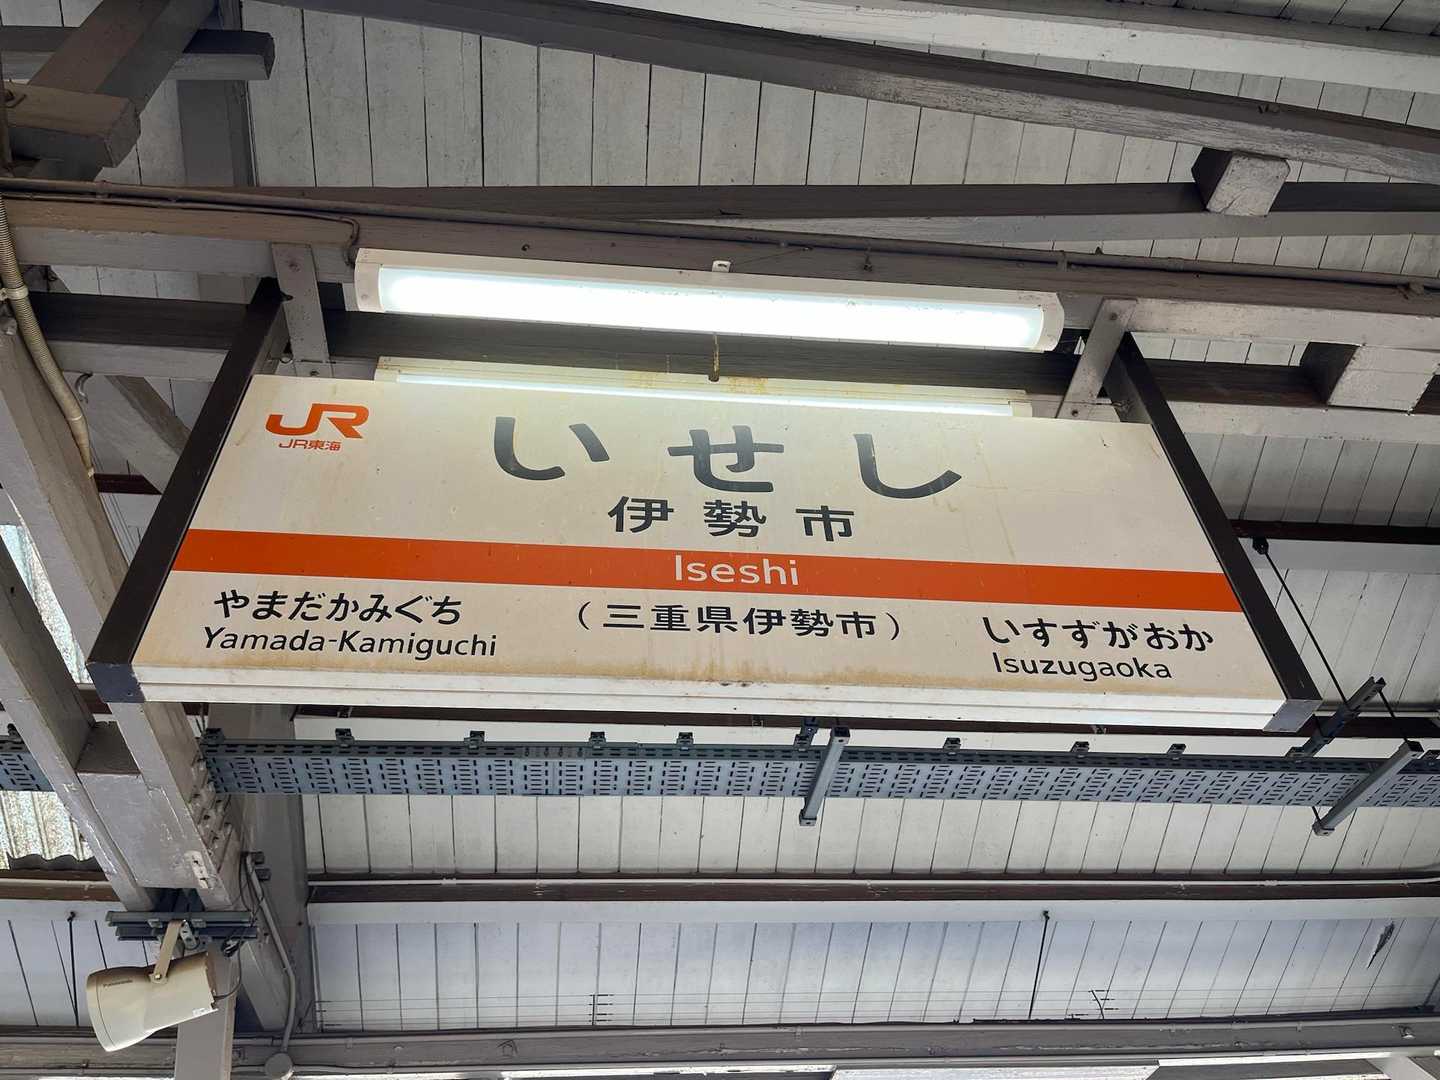 JR
JR東海
いせし
伊勢市
Iseshi
やまだかみぐち
Yamada-Kamiguchi
（三重県伊勢市）
いすずがおか
Isuzugaoka